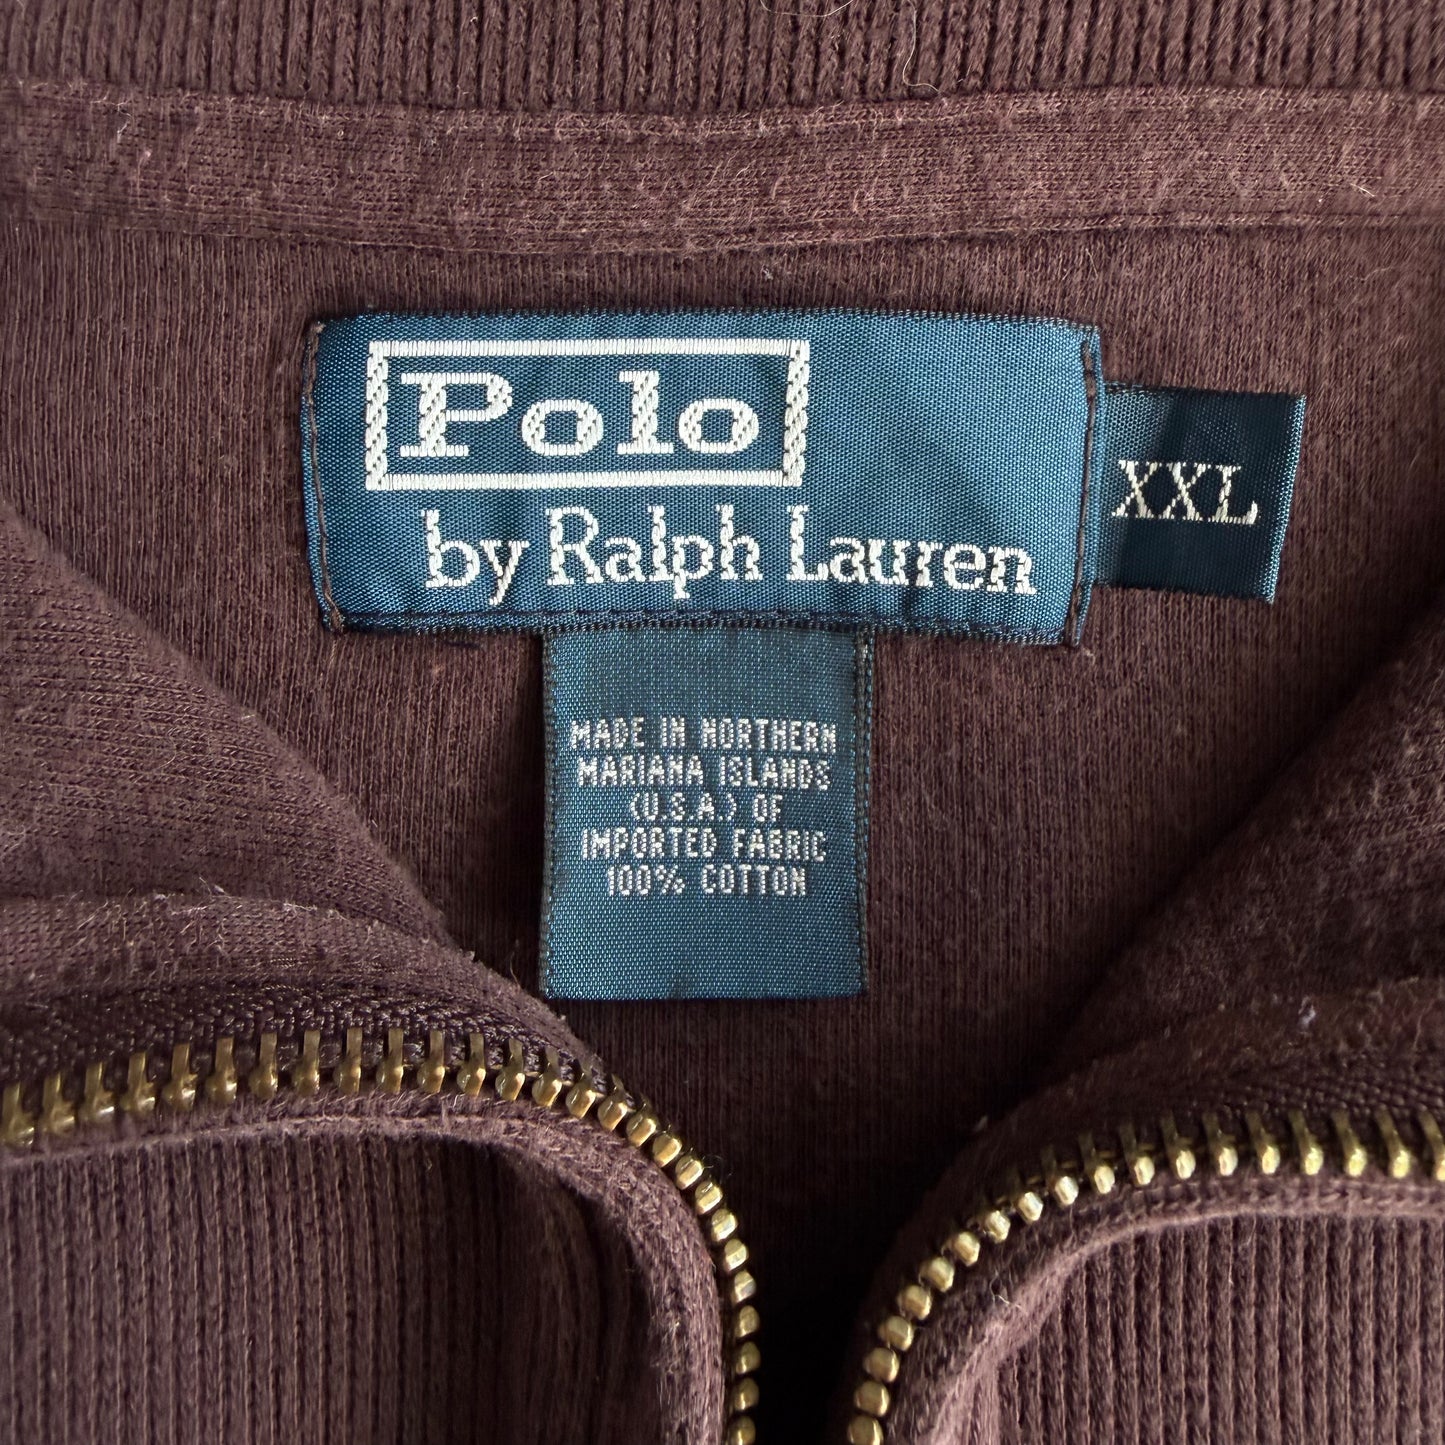 Polo
by Ralph Lauren
XXL
MADE IN NORTHERN
MARIANA ISLANDS
(U.S.A.) OF
IMPORTED FABRIC
100% COTTON